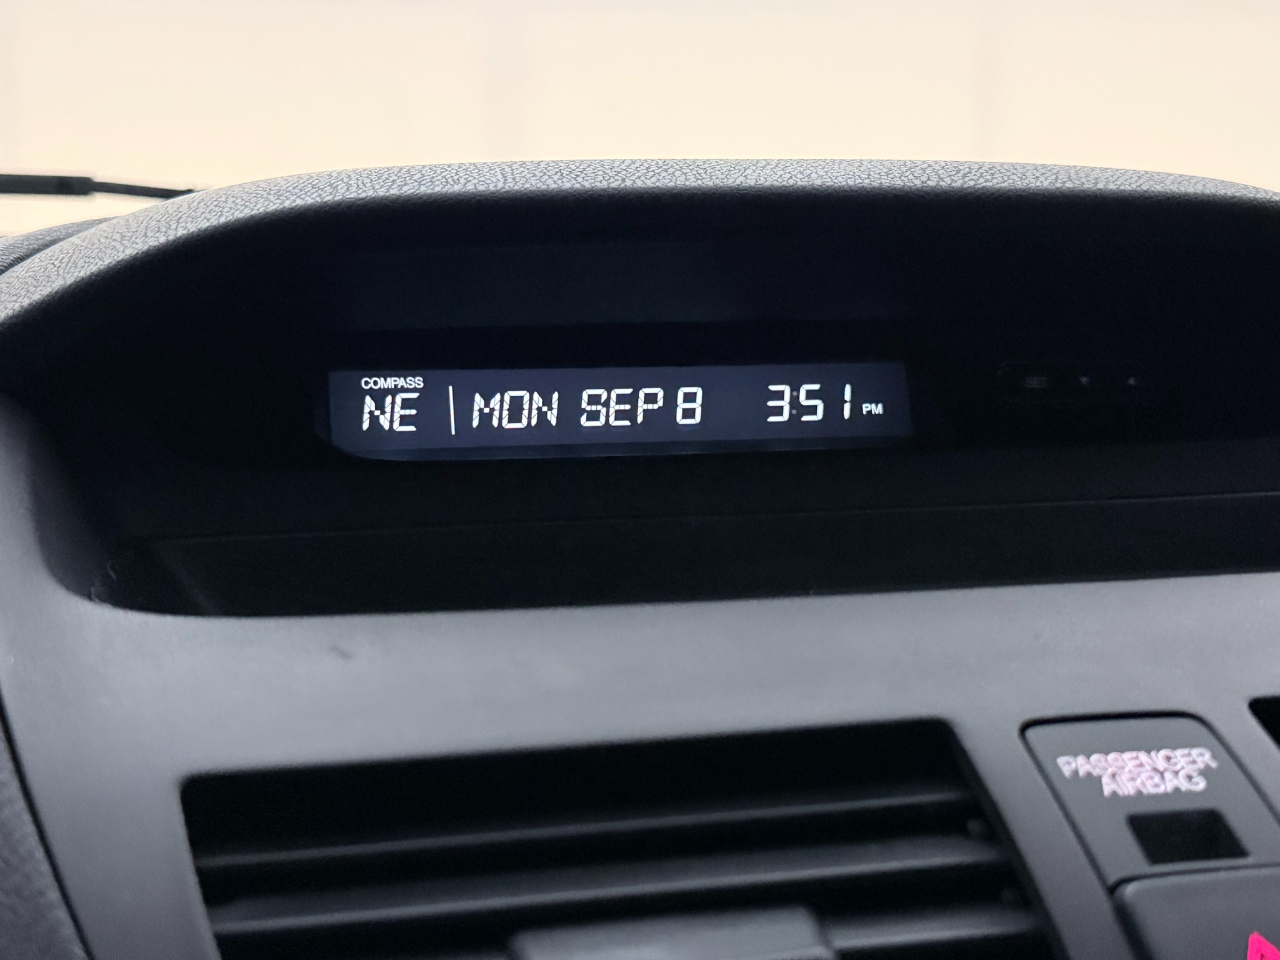 COMPASS
NE MON SEP 8 3:51 PM
PASSENGER
AIRBAG